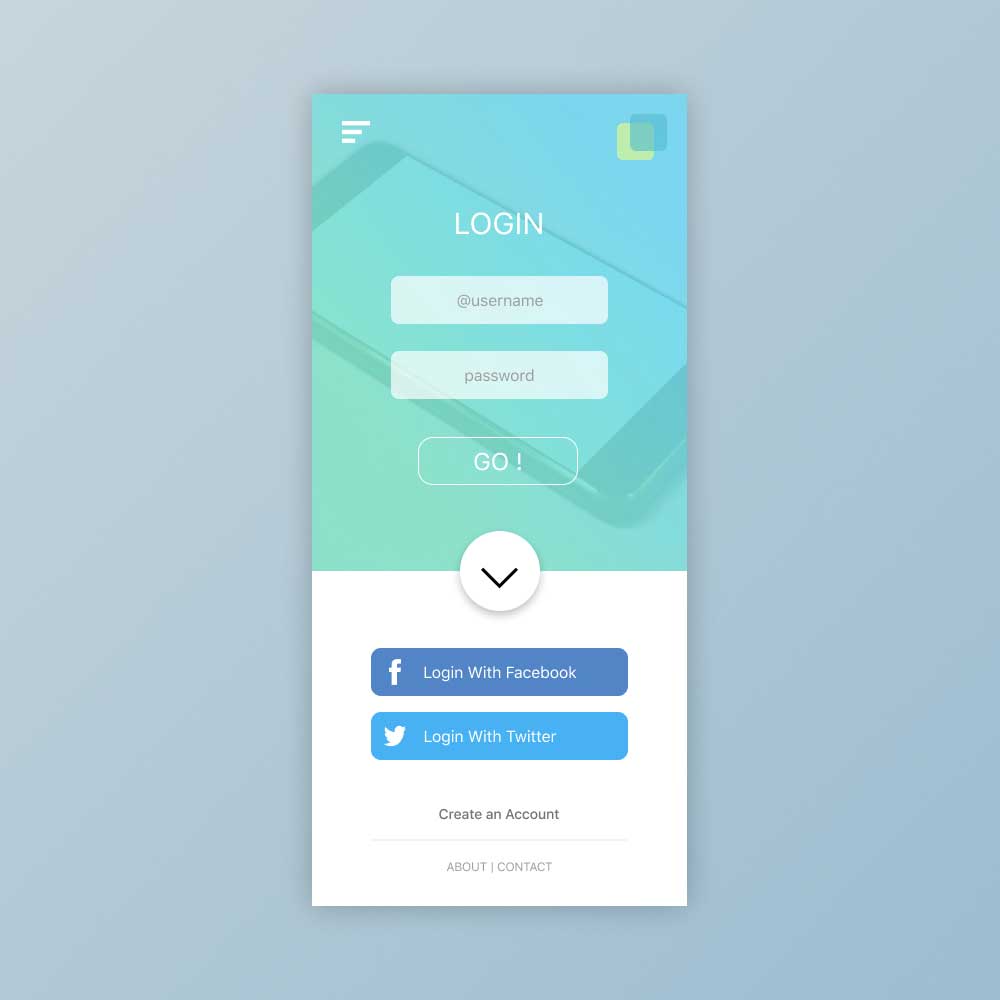 LOGIN
@username
password
GO !
Login With Facebook
Login With Twitter
Create an Account
ABOUT | CONTACT